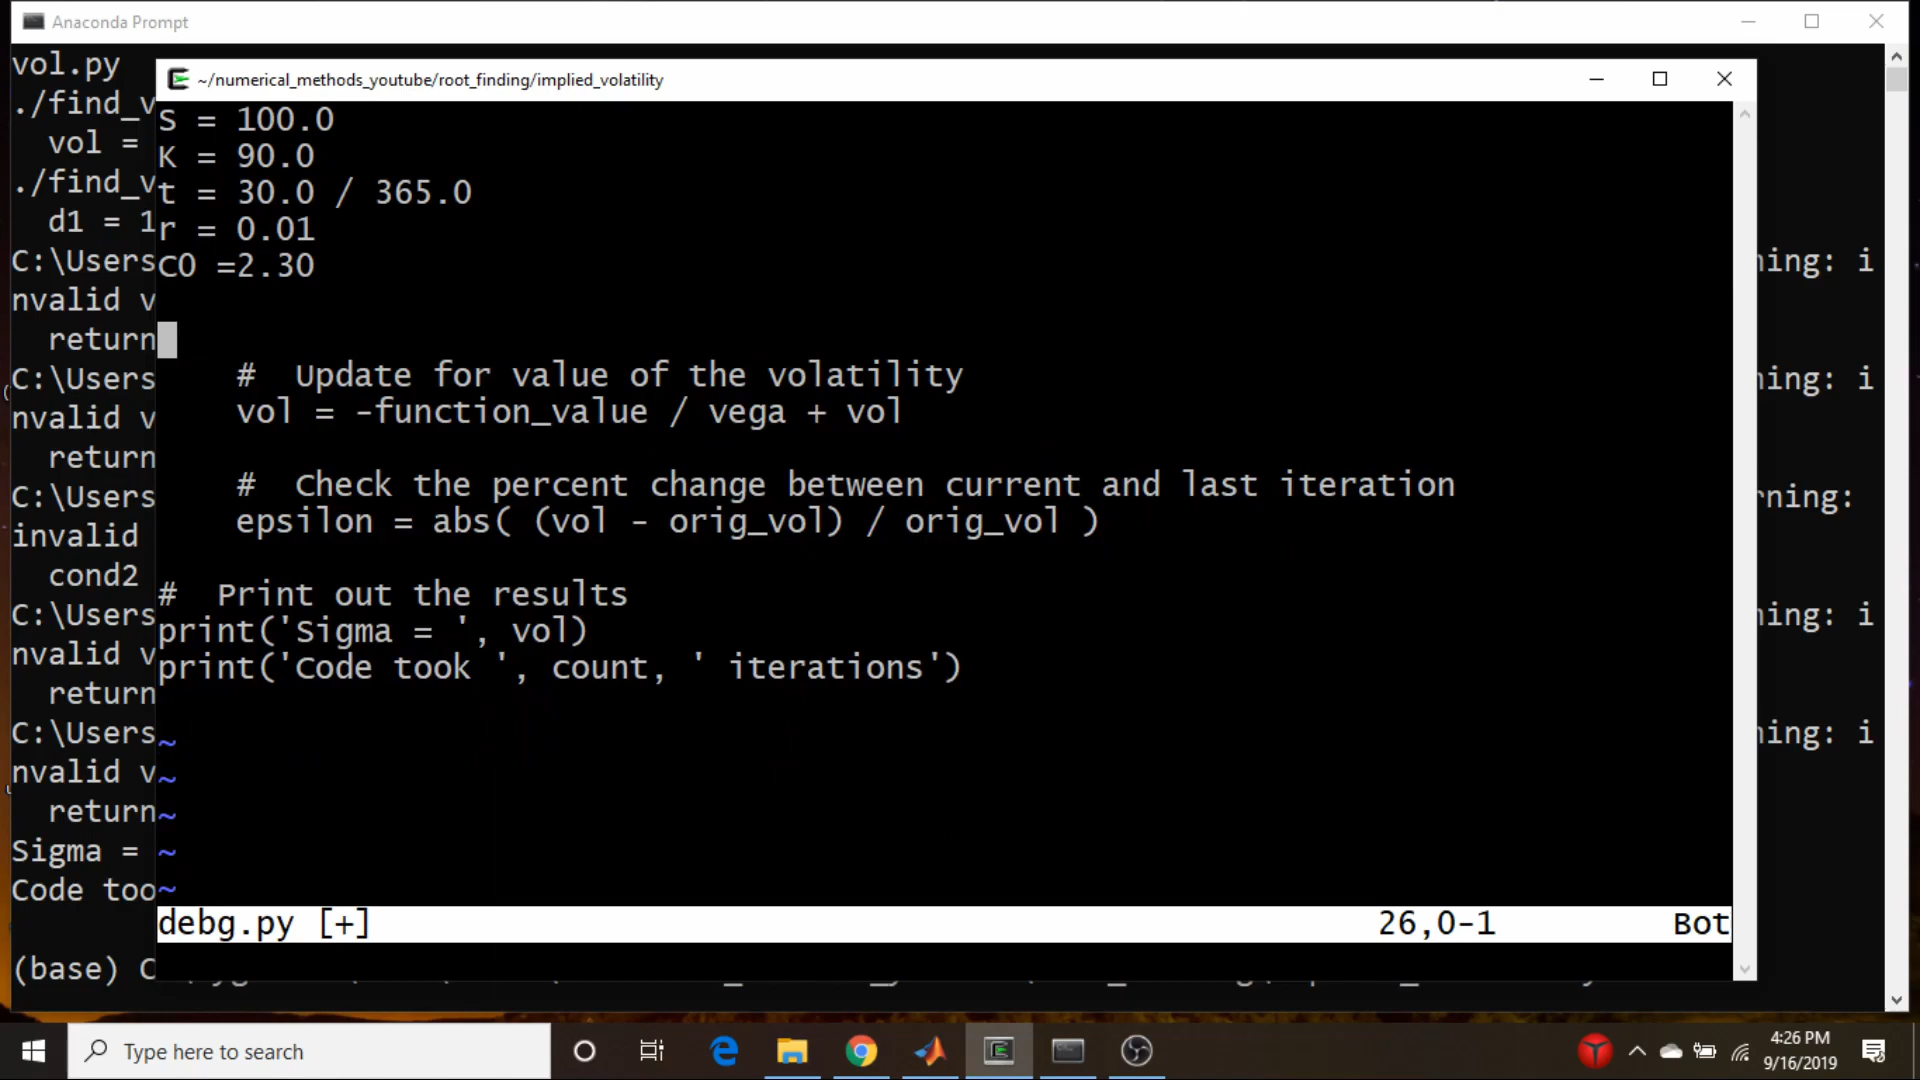 Anaconda Prompt
vol.py
./find_v
vol =
./find_v
d1 = 1
C:\Users
nvalid v
return
C:\Users
nvalid v
return
C:\Users
invalid
cond2
C:\Users
nvalid v
return
C:\Users
nvalid v
return
Sigma =
Code too
(base) C
ning: i
ning: i
rning:
ning: i
ning: i
~/numerical_methods_youtube/root_finding/implied_volatility
S = 100.0
K = 90.0
t = 30.0 / 365.0
r = 0.01
C0 =2.30
#  Update for value of the volatility
vol = -function_value / vega + vol
#  Check the percent change between current and last iteration
epsilon = abs( (vol - orig_vol) / orig_vol )
#  Print out the results
print('Sigma = ', vol)
print('Code took ', count, ' iterations')
~
~
~
~
~
debg.py [+] 26,0-1 Bot
Type here to search
4:26 PM
9/16/2019